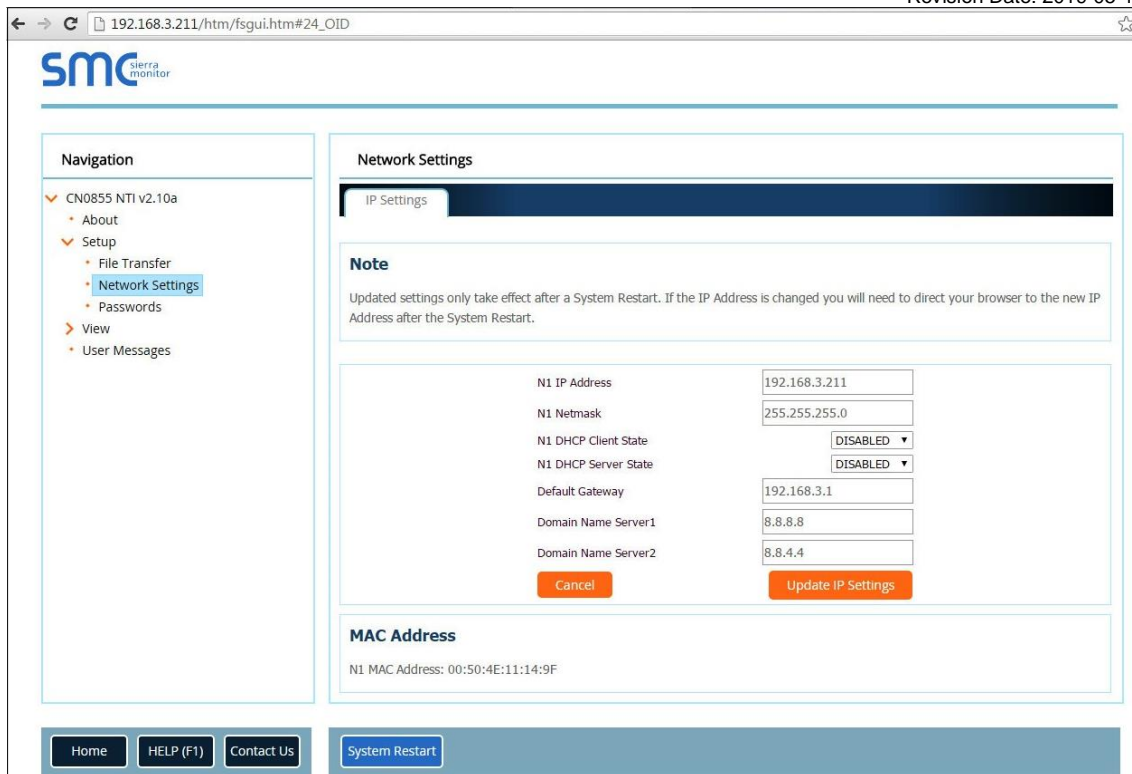 192.168.3.211/htm/fsgui.htm#24_OID
smc sierra monitor
Navigation
CN0855 NTI v2.10a
About
Setup
File Transfer
Network Settings
Passwords
View
User Messages
Network Settings
IP Settings
Note
Updated settings only take effect after a System Restart. If the IP Address is changed you will need to direct your browser to the new IP
Address after the System Restart.
N1 IP Address 192.168.3.211
N1 Netmask 255.255.255.0
N1 DHCP Client State DISABLED
N1 DHCP Server State DISABLED
Default Gateway 192.168.3.1
Domain Name Server1 8.8.8.8
Domain Name Server2 8.8.4.4
Cancel Update IP Settings
MAC Address
N1 MAC Address: 00:50:4E:11:14:9F
Home HELP (F1) Contact Us System Restart